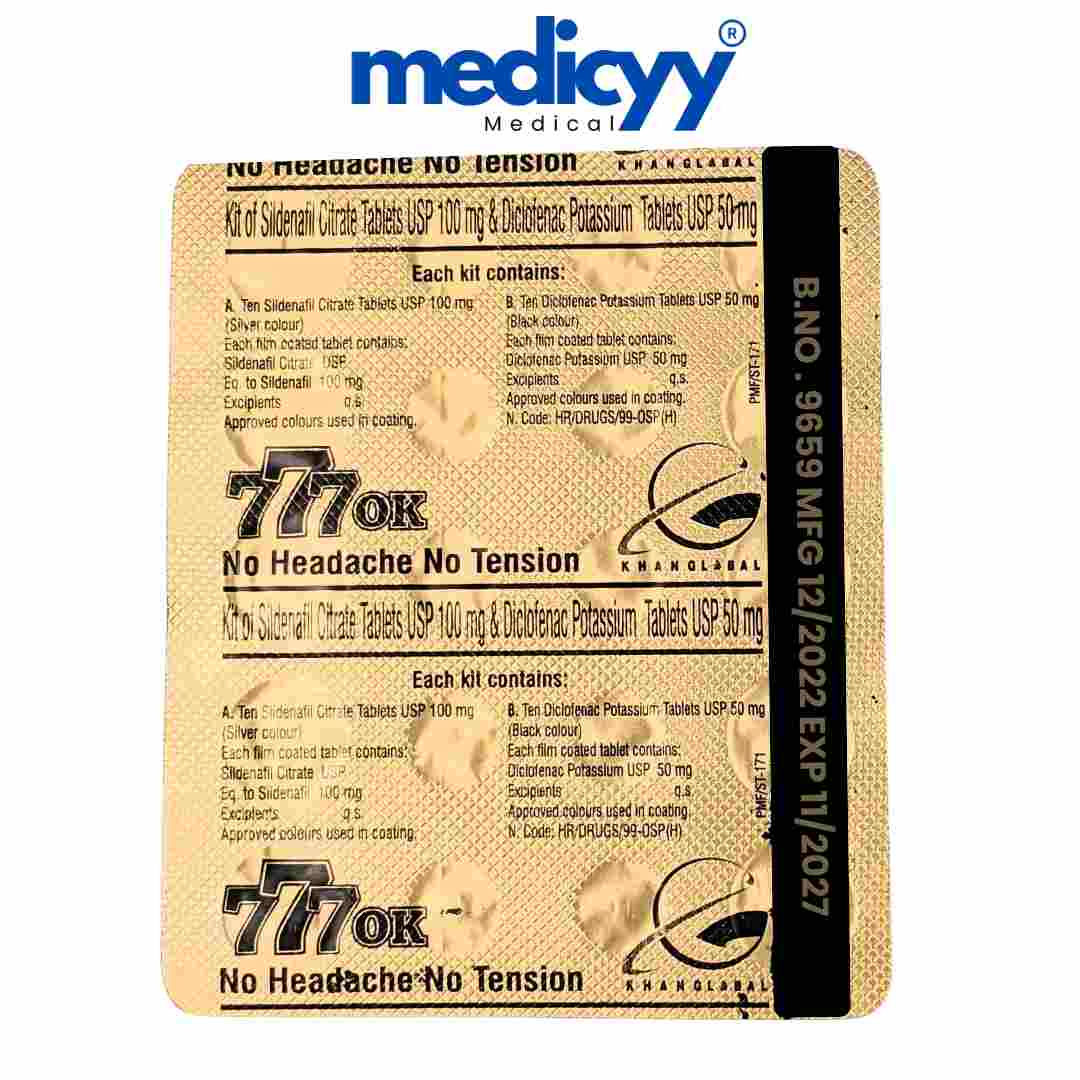 medicyy ®
Medical
No Headache No Tension
KHANGLABAL
Kit of Sildenafil Citrate Tablets USP 100 mg & Diclofenac Potassium Tablets USP 50 mg
Each kit contains:
A. Ten Sildenafil Citrate Tablets USP 100 mg
(Silver colour)
Each film coated tablet contains:
Sildenafil Citrate USP
Eq. to Sildenafil 100 mg
Excipients q.s.
Approved colours used in coating.
B. Ten Diclofenac Potassium Tablets USP 50 mg
(Black colour)
Each film coated tablet contains:
Diclofenac Potassium USP 50 mg
Excipients q.s.
Approved colours used in coating.
N. Code: HR/DRUGS/99-OSP(H)
PMF/ST-171
777OK
No Headache No Tension
KHANGLABAL
Kit of Sildenafil Citrate Tablets USP 100 mg & Diclofenac Potassium Tablets USP 50 mg
Each kit contains:
A. Ten Sildenafil Citrate Tablets USP 100 mg
(Silver colour)
Each film coated tablet contains:
Sildenafil Citrate USP
Eq. to Sildenafil 100 mg
Excipients q.s.
Approved colours used in coating.
B. Ten Diclofenac Potassium Tablets USP 50 mg
(Black colour)
Each film coated tablet contains:
Diclofenac Potassium USP 50 mg
Excipients q.s.
Approved colours used in coating.
N. Code: HR/DRUGS/99-OSP(H)
PMF/ST-171
777OK
No Headache No Tension
KHANGLABAL
B.NO . 9659 MFG 12/2022 EXP 11/2027